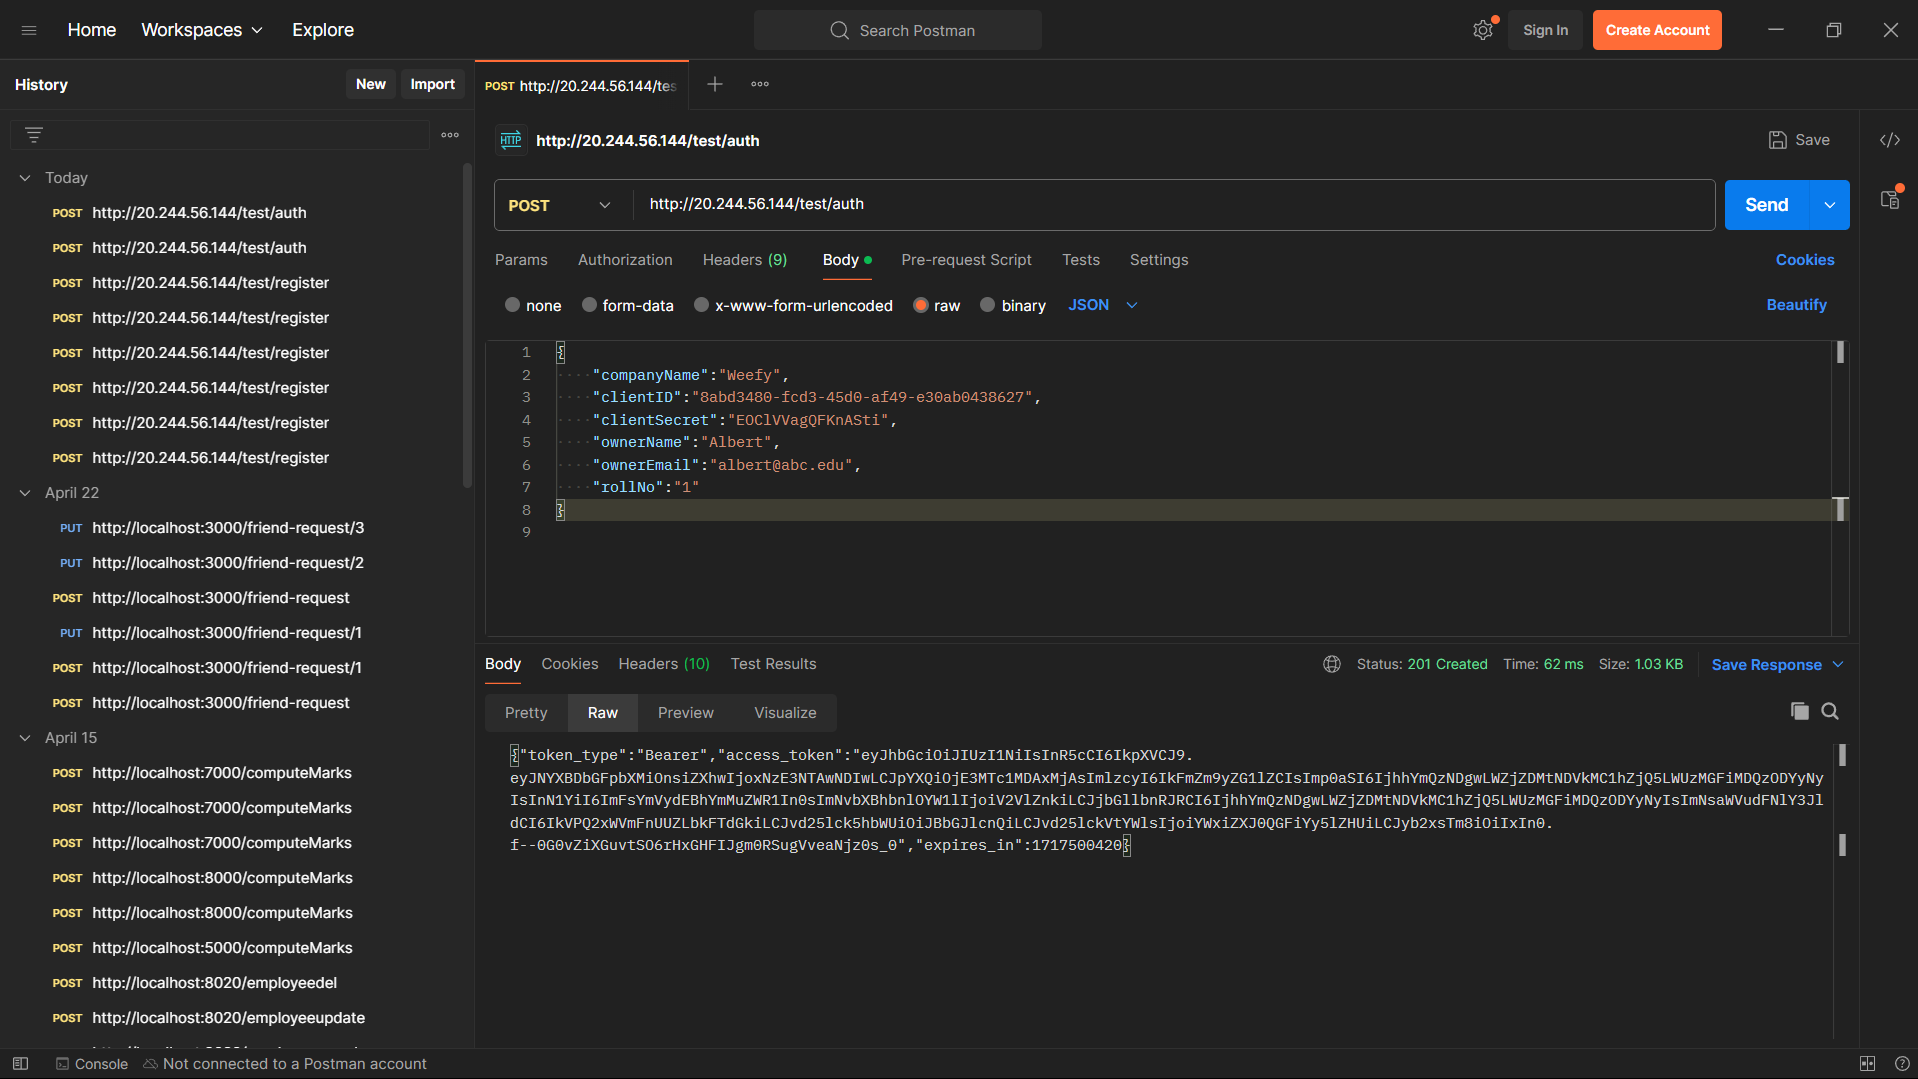 Home Workspaces Explore
Search Postman
Sign In Create Account
History New Import
POST http://20.244.56.144/tes
HTTP http://20.244.56.144/test/auth
Save
Today
POST http://20.244.56.144/test/auth
POST http://20.244.56.144/test/auth
POST http://20.244.56.144/test/register
POST http://20.244.56.144/test/register
POST http://20.244.56.144/test/register
POST http://20.244.56.144/test/register
POST http://20.244.56.144/test/register
POST http://20.244.56.144/test/register
April 22
PUT http://localhost:3000/friend-request/3
PUT http://localhost:3000/friend-request/2
POST http://localhost:3000/friend-request
PUT http://localhost:3000/friend-request/1
POST http://localhost:3000/friend-request/1
POST http://localhost:3000/friend-request
April 15
POST http://localhost:7000/computeMarks
POST http://localhost:7000/computeMarks
POST http://localhost:7000/computeMarks
POST http://localhost:8000/computeMarks
POST http://localhost:8000/computeMarks
POST http://localhost:5000/computeMarks
POST http://localhost:8020/employeedel
POST http://localhost:8020/employeeupdate
POST http://20.244.56.144/test/auth
Send
Params Authorization Headers (9) Body Pre-request Script Tests Settings
Cookies
none form-data x-www-form-urlencoded raw binary JSON
Beautify
1 {
2 "companyName":"Weefy",
3 "clientID":"8abd3480-fcd3-45d0-af49-e30ab0438627",
4 "clientSecret":"EOClVVagQFKnASti",
5 "ownerName":"Albert",
6 "ownerEmail":"albert@abc.edu",
7 "rollNo":"1"
8 }
9
Body Cookies Headers (10) Test Results
Status: 201 Created Time: 62 ms Size: 1.03 KB Save Response
Pretty Raw Preview Visualize
{"token_type":"Bearer","access_token":"eyJhbGciOiJIUzI1NiIsInR5cCI6IkpXVCJ9.
eyJNYXBDbGFpbXMiOnsiZXhwIjoxNzE3NTAwNDIwLCJpYXQiOjE3MTc1MDAxMjAsImlzcyI6IkFmZm9yZG1lZCIsImp0aSI6IjhhYmQzNDgwLWZjZDMtNDVkMC1hZjQ5LWUzMGFiMDQzODYyNy
IsInN1YiI6ImFsYmVydEBhYmMuZWR1In0sImNvbXBhbnlOYW1lIjoiV2VlZnkiLCJjbGllbnRJRCI6IjhhYmQzNDgwLWZjZDMtNDVkMC1hZjQ5LWUzMGFiMDQzODYyNyIsImNsaWVudFNlY3Jl
dCI6IkVPQ2xWVmFnUUZLbkFTdGkiLCJvd25lck5hbWUiOiJBbGJlcnQiLCJvd25lckVtYWlsIjoiYWxiZXJ0QGFiYy5lZHUiLCJyb2xsTm8iOiIxIn0.
f--0G0vZiXGuvtSO6rHxGHFIJgm0RSugVveaNjz0s_0","expires_in":1717500420}
Console Not connected to a Postman account